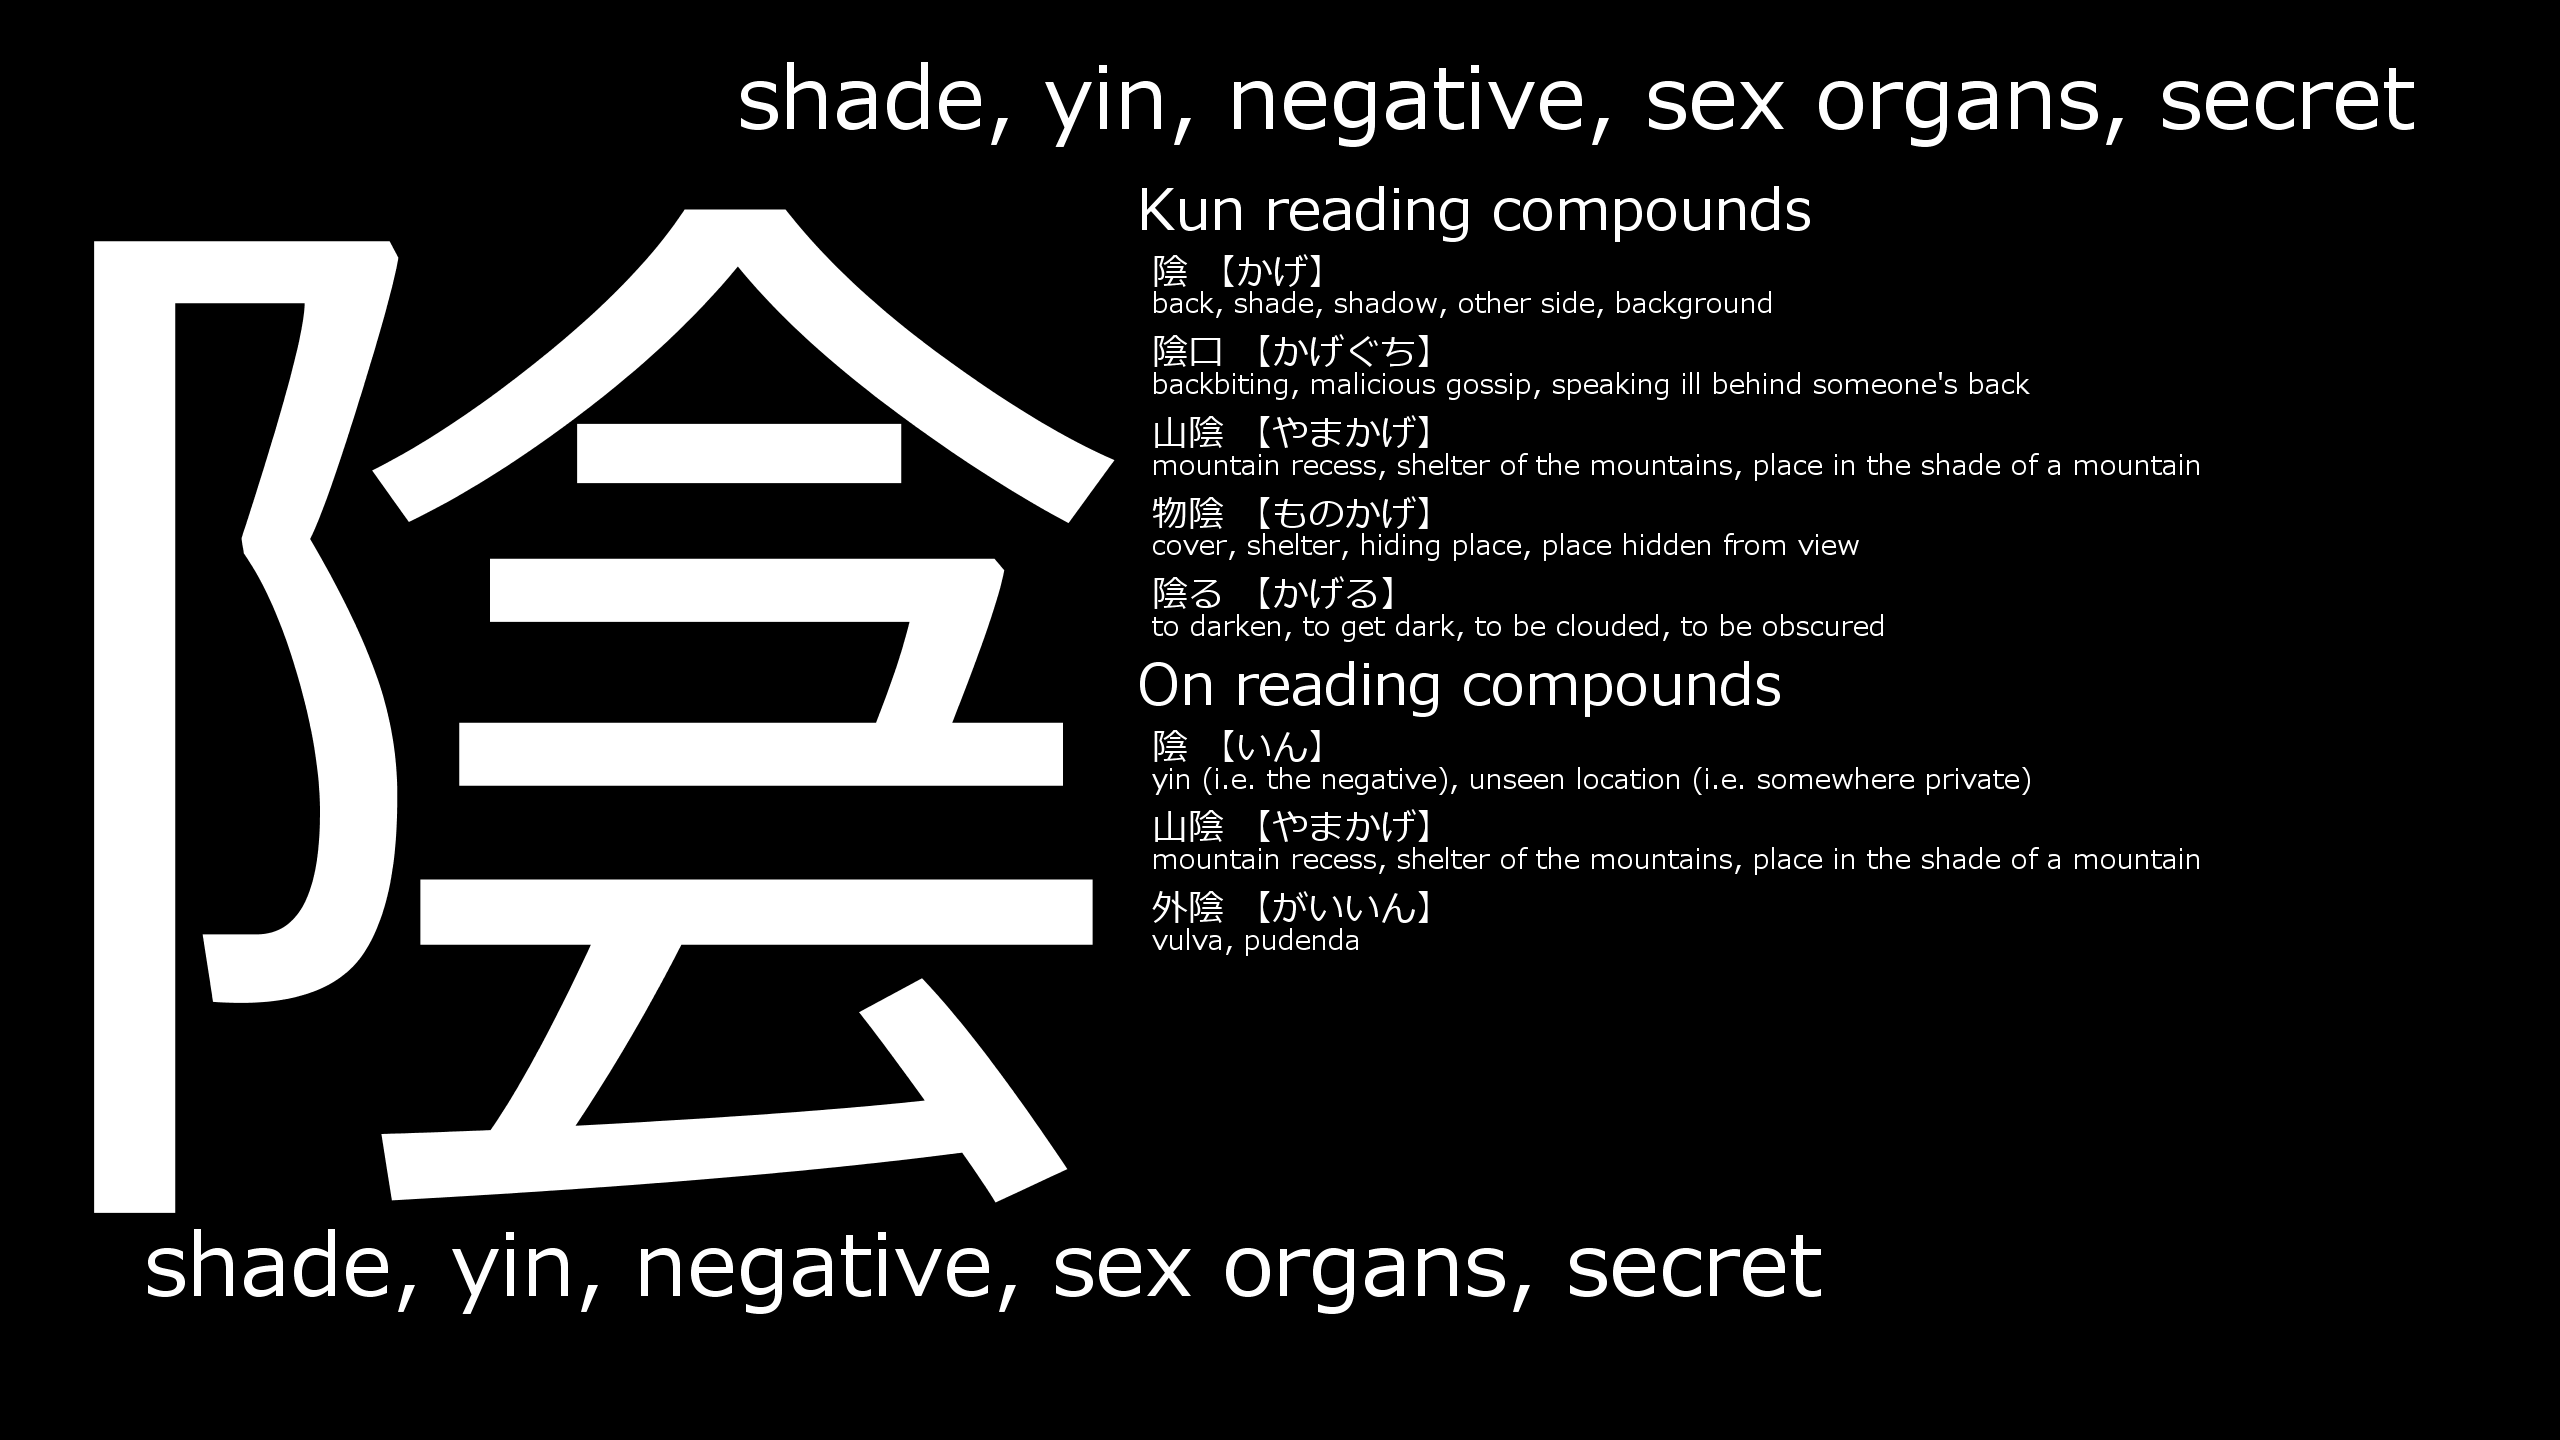 shade, yin, negative, sex organs, secret
陰
Kun reading compounds
陰 【かげ】
back, shade, shadow, other side, background
陰口 【かげぐち】
backbiting, malicious gossip, speaking ill behind someone's back
山陰 【やまかげ】
mountain recess, shelter of the mountains, place in the shade of a mountain
物陰 【ものかげ】
cover, shelter, hiding place, place hidden from view
陰る 【かげる】
to darken, to get dark, to be clouded, to be obscured
On reading compounds
陰 【いん】
yin (i.e. the negative), unseen location (i.e. somewhere private)
山陰 【やまかげ】
mountain recess, shelter of the mountains, place in the shade of a mountain
外陰 【がいいん】
vulva, pudenda
shade, yin, negative, sex organs, secret